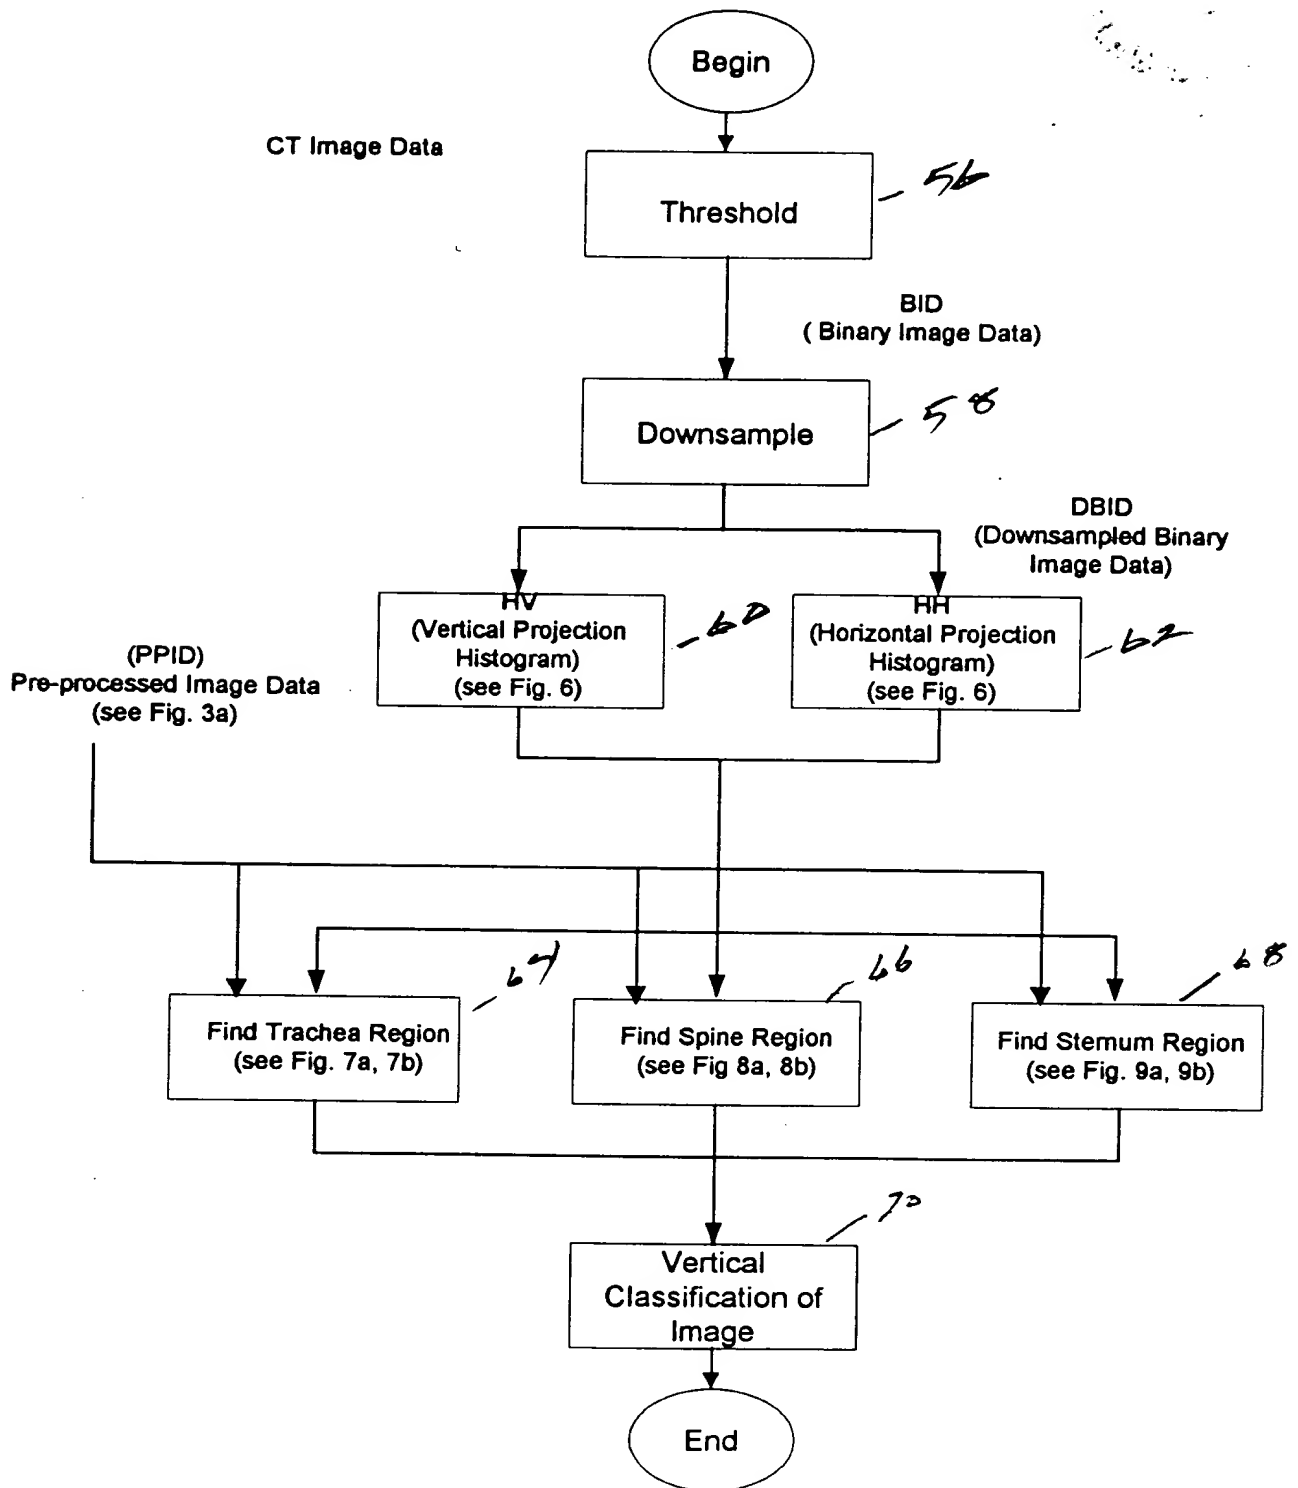 Begin
CT Image Data
Threshold
56
BID
( Binary Image Data)
Downsample
58
DBID
(Downsampled Binary
Image Data)
HV
(Vertical Projection
Histogram)
(see Fig. 6)
60
HH
(Horizontal Projection
Histogram)
(see Fig. 6)
62
(PPID)
Pre-processed Image Data
(see Fig. 3a)
Find Trachea Region
(see Fig. 7a, 7b)
64
Find Spine Region
(see Fig 8a, 8b)
66
Find Sternum Region
(see Fig. 9a, 9b)
68
Vertical
Classification of
Image
70
End